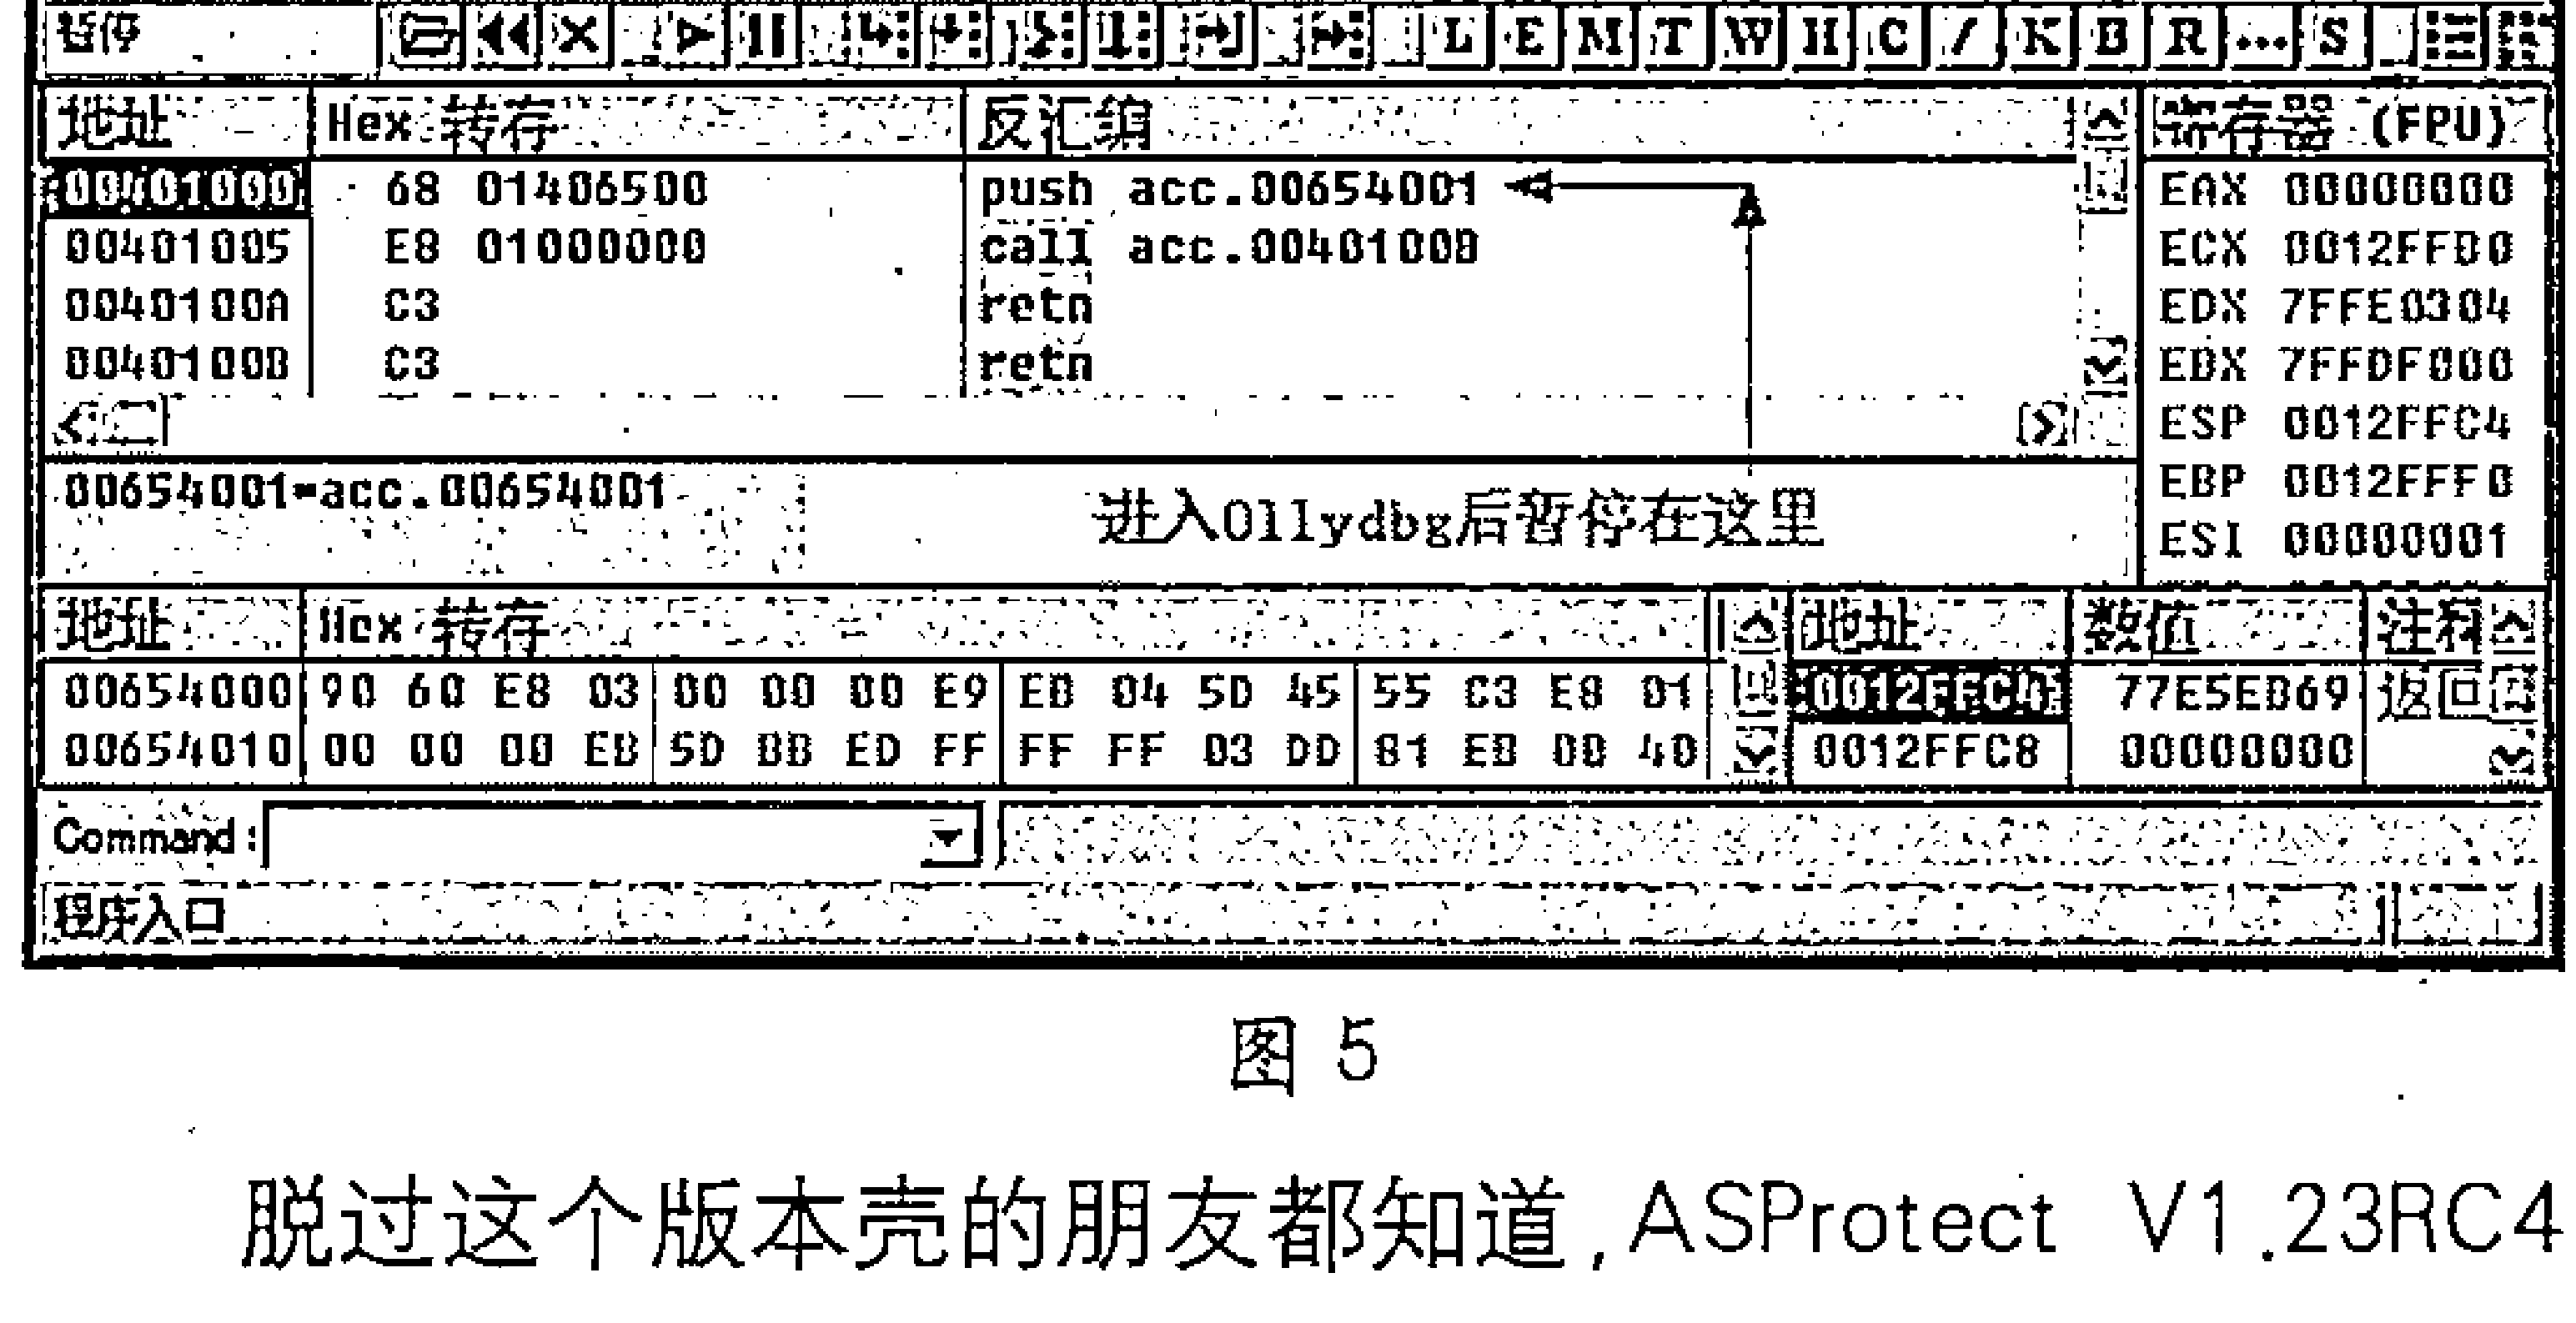 暂停 L E M T W H C / K B R ... S
地址 Hex 转存 反汇编 寄存器 (FPU)
00401000 68 01406500 push acc.00654001 EAX 00000000
00401005 E8 01000000 call acc.0040100B ECX 0012FFB0
0040100A C3 retn EDX 7FFE0304
0040100B C3 retn EBX 7FFDF000
ESP 0012FFC4
00654001=acc.00654001 EBP 0012FFF0
进入Ollydbg后暂停在这里 ESI 00000001
地址 Hex 转存 地址 数值 注释
00654000 90 60 E8 03 00 00 00 E9 EB 04 5D 45 55 C3 E8 01 0012FFC4 77E5EB69 返回
00654010 00 00 00 EB 5D BB ED FF FF FF 03 DD 81 EB 00 40 0012FFC8 00000000
Command:
程序入口
图 5
脱过这个版本壳的朋友都知道,ASProtect V1.23RC4